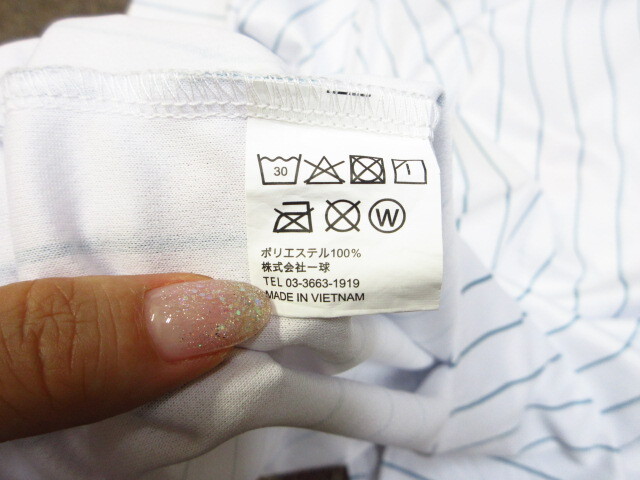 30
W
ポリエステル100%
株式会社一球
TEL 03-3663-1919
MADE IN VIETNAM